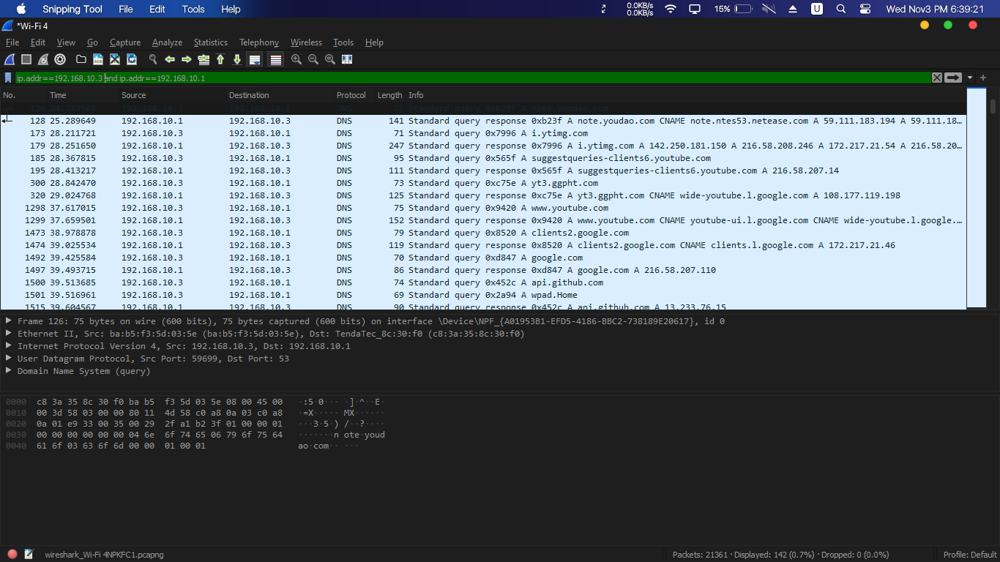 Snipping Tool File Edit Tools Help 0.0KB/s 0.0KB/s 15% U Wed Nov3 PM 6:39:21
*Wi-Fi 4
File Edit View Go Capture Analyze Statistics Telephony Wireless Tools Help
ip.addr==192.168.10.3 and ip.addr==192.168.10.1
No. Time Source Destination Protocol Length Info
126 24.723504 192.168.10.3 192.168.10.1 DNS 75 Standard query 0xb23f A note.youdao.com
128 25.289649 192.168.10.1 192.168.10.3 DNS 141 Standard query response 0xb23f A note.youdao.com CNAME note.ntes53.netease.com A 59.111.183.194 A 59.111.18…
173 28.211721 192.168.10.3 192.168.10.1 DNS 71 Standard query 0x7996 A i.ytimg.com
179 28.251650 192.168.10.1 192.168.10.3 DNS 247 Standard query response 0x7996 A i.ytimg.com A 142.250.181.150 A 216.58.208.246 A 172.217.21.54 A 216.58.20…
185 28.367815 192.168.10.3 192.168.10.1 DNS 95 Standard query 0x565f A suggestqueries-clients6.youtube.com
195 28.413217 192.168.10.1 192.168.10.3 DNS 111 Standard query response 0x565f A suggestqueries-clients6.youtube.com A 216.58.207.14
300 28.842470 192.168.10.3 192.168.10.1 DNS 73 Standard query 0xc75e A yt3.ggpht.com
320 29.024768 192.168.10.1 192.168.10.3 DNS 125 Standard query response 0xc75e A yt3.ggpht.com CNAME wide-youtube.l.google.com A 108.177.119.198
1298 37.617015 192.168.10.3 192.168.10.1 DNS 75 Standard query 0x9420 A www.youtube.com
1299 37.659501 192.168.10.1 192.168.10.3 DNS 152 Standard query response 0x9420 A www.youtube.com CNAME youtube-ui.l.google.com CNAME wide-youtube.l.google.…
1473 38.978878 192.168.10.3 192.168.10.1 DNS 79 Standard query 0x8520 A clients2.google.com
1474 39.025534 192.168.10.1 192.168.10.3 DNS 119 Standard query response 0x8520 A clients2.google.com CNAME clients.l.google.com A 172.217.21.46
1492 39.425584 192.168.10.3 192.168.10.1 DNS 70 Standard query 0xd847 A google.com
1497 39.493715 192.168.10.1 192.168.10.3 DNS 86 Standard query response 0xd847 A google.com A 216.58.207.110
1500 39.513685 192.168.10.3 192.168.10.1 DNS 74 Standard query 0x452c A api.github.com
1501 39.516961 192.168.10.3 192.168.10.1 DNS 69 Standard query 0x2a94 A wpad.Home
1515 39.604567 192.168.10.1 192.168.10.3 DNS 90 Standard query response 0x452c A api.github.com A 13.233.76.15
Frame 126: 75 bytes on wire (600 bits), 75 bytes captured (600 bits) on interface \Device\NPF_{A01953B1-EFD5-4186-BBC2-738189E20617}, id 0
Ethernet II, Src: ba:b5:f3:5d:03:5e (ba:b5:f3:5d:03:5e), Dst: TendaTec_8c:30:f0 (c8:3a:35:8c:30:f0)
Internet Protocol Version 4, Src: 192.168.10.3, Dst: 192.168.10.1
User Datagram Protocol, Src Port: 59699, Dst Port: 53
Domain Name System (query)
0000 c8 3a 35 8c 30 f0 ba b5 f3 5d 03 5e 08 00 45 00 ·:5·0··· ·]·^··E·
0010 00 3d 58 03 00 00 80 11 4d 58 c0 a8 0a 03 c0 a8 ·=X····· MX······
0020 0a 01 e9 33 00 35 00 29 2f a1 b2 3f 01 00 00 01 ···3·5·) /··?····
0030 00 00 00 00 00 00 04 6e 6f 74 65 06 79 6f 75 64 ·······n ote·youd
0040 61 6f 03 63 6f 6d 00 00 01 00 01 ao·com·· ···
wireshark_Wi-Fi 4NPKFC1.pcapng Packets: 21361 · Displayed: 142 (0.7%) · Dropped: 0 (0.0%) Profile: Default